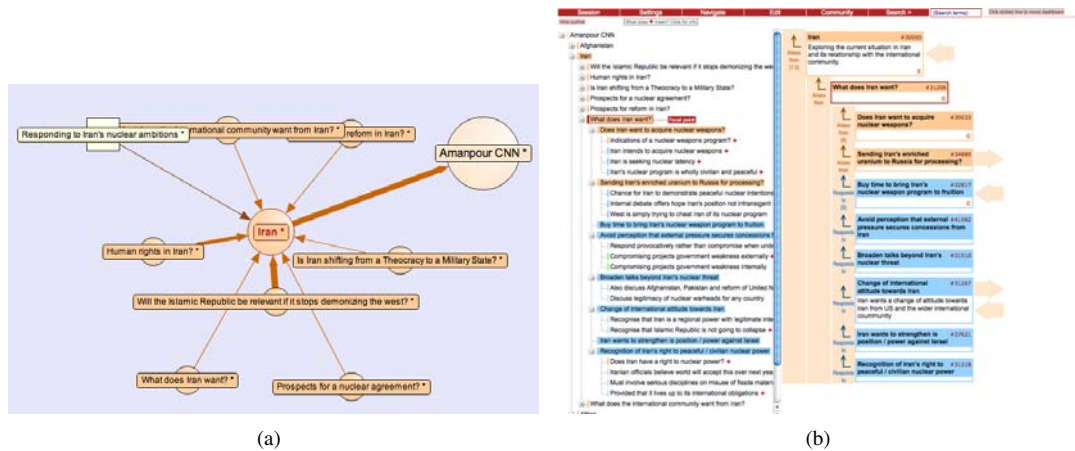 Responding to Iran's nuclear ambitions *
national community want from Iran? *
reform in Iran? *
Amanpour CNN *
Iran *
Human rights in Iran? *
Is Iran shifting from a Theocracy to a Military State? *
Will the Islamic Republic be relevant if it stops demonizing the west? *
What does Iran want? *
Prospects for a nuclear agreement? *
(a)
Session Settings Navigate Edit Community Search > (Search terms)
Hide outline
Amanpour CNN
Afghanistan
Iran
Will the Islamic Republic be relevant if it stops demonizing the wes
Human rights in Iran?
Is Iran shifting from a Theocracy to a Military State?
Prospects for a nuclear agreement?
Prospects for reform in Iran?
What does Iran want? Focal point
Does Iran want to acquire nuclear weapons?
Indications of a nuclear weapons program? +
Iran intends to acquire nuclear weapons +
Iran is seeking nuclear latency +
Iran's nuclear program is wholly civilian and peaceful +
Sending Iran's enriched uranium to Russia for processing?
Chance for Iran to demonstrate peaceful nuclear intentions
Internal debate offers hope Iran's position not intransigent
West is simply trying to cheat Iran of its nuclear program
Buy time to bring Iran's nuclear weapon program to fruition
Avoid perception that external pressure secures concessions f
Respond provocatively rather than compromise when unde
Compromising projects government weakness externally +
Compromising projects government weakness internally
Broaden talks beyond Iran's nuclear threat
Also discuss Afghanistan, Pakistan and reform of United N
Discuss legitimacy of nuclear warheads for any country
Change of international attitude towards Iran
Recognise that Iran is a regional power with legitimate inte
Recognise that Islamic Republic is not going to collapse +
Iran wants to strengthen is position / power against Israel
Recognition of Iran's right to peaceful / civilian nuclear power
Does Iran have a right to nuclear power? +
Iranian officials believe world will accept this over next year
Must involve serious disciplines on misuse of fissile materi
Provided that it lives up to its international obligations +
What does the international community want from Iran?
Iran
Exploring the current situation in Iran
and its relationship with the international
community.
What does Iran want?
Does Iran want to acquire
nuclear weapons?
Sending Iran's enriched
uranium to Russia for processing?
Buy time to bring Iran's
nuclear weapon program to fruition
Avoid perception that external
pressure secures concessions from
Iran
Broaden talks beyond Iran's
nuclear threat
Change of international
attitude towards Iran
Iran wants a change of attitude towards
Iran from US and the wider international
Iran wants to strengthen is
position / power against Israel
Recognition of Iran's right to
peaceful / civilian nuclear power
(b)